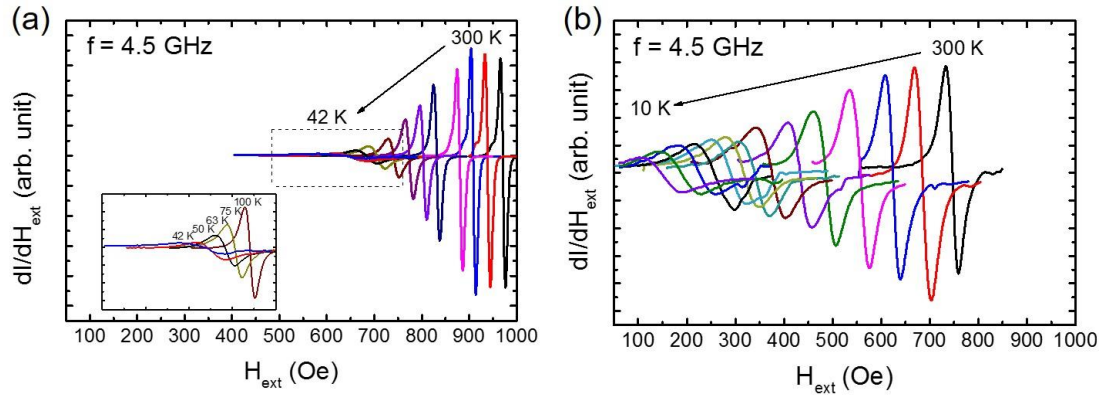 (a)
f = 4.5 GHz
300 K
42 K
100 K
75 K
63 K
50 K
42 K
dI/dH_ext (arb. unit)
50 100 200 300 400 500 600 700 800 900 1000
H_ext (Oe)
(b)
f = 4.5 GHz
300 K
10 K
dI/dH_ext (arb. unit)
100 200 300 400 500 600 700 800 900 1000
H_ext (Oe)